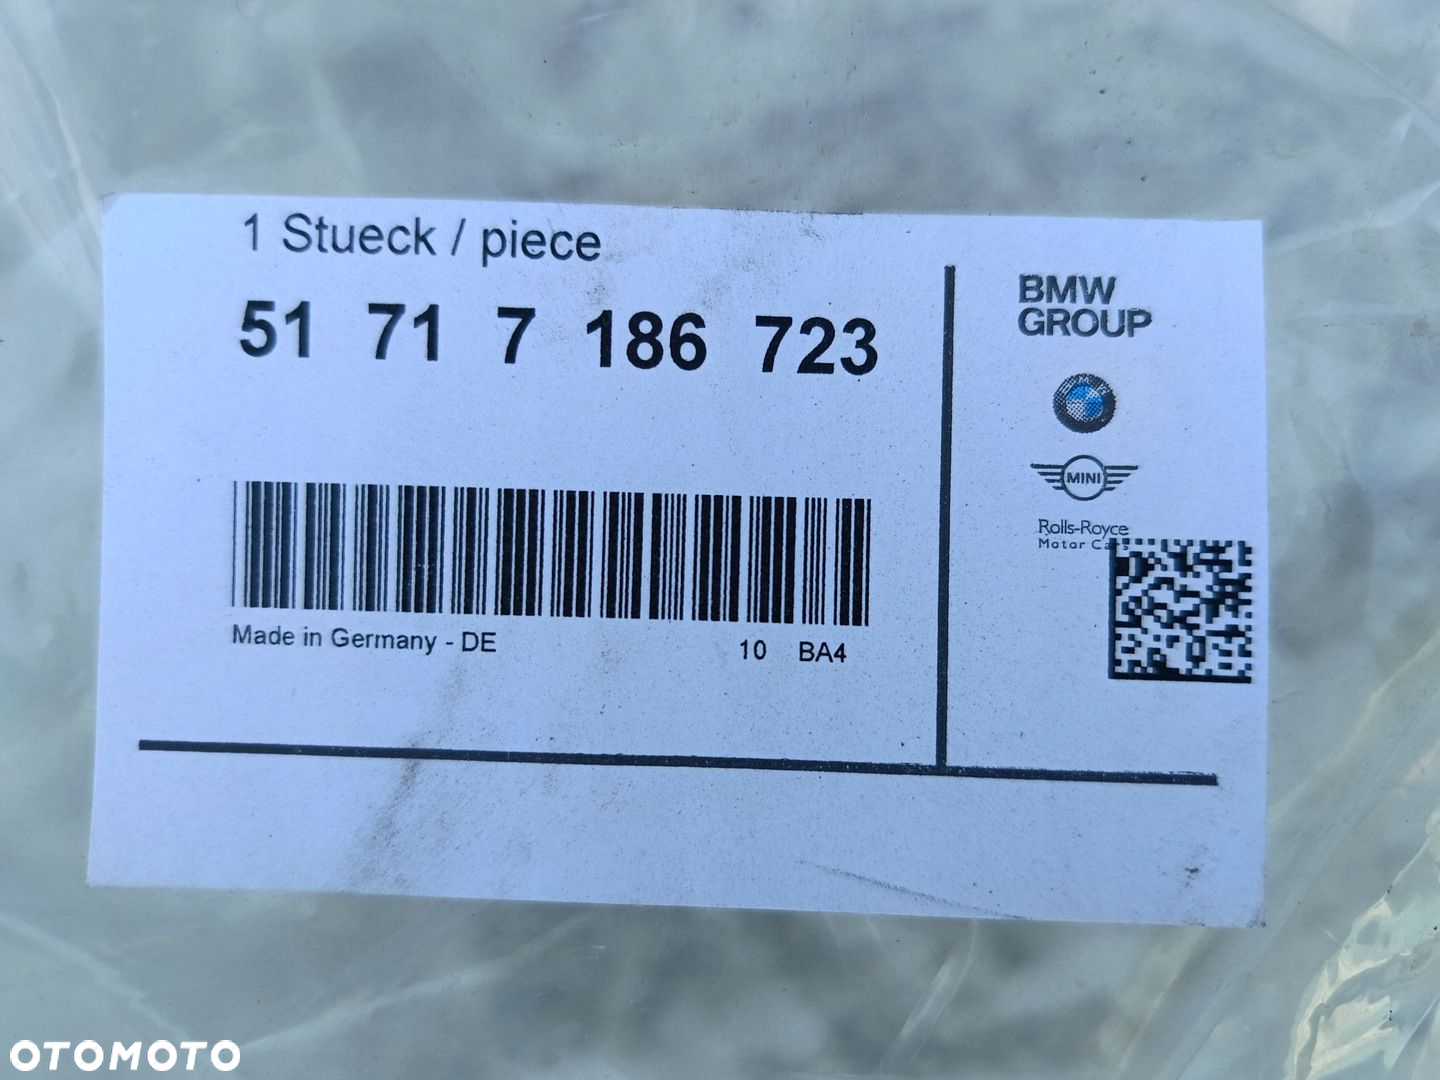 1 Stueck / piece
51 71 7 186 723
Made in Germany - DE
10 BA4
BMW
GROUP
MINI
Rolls-Royce
Motor Cars
OTOMOTO